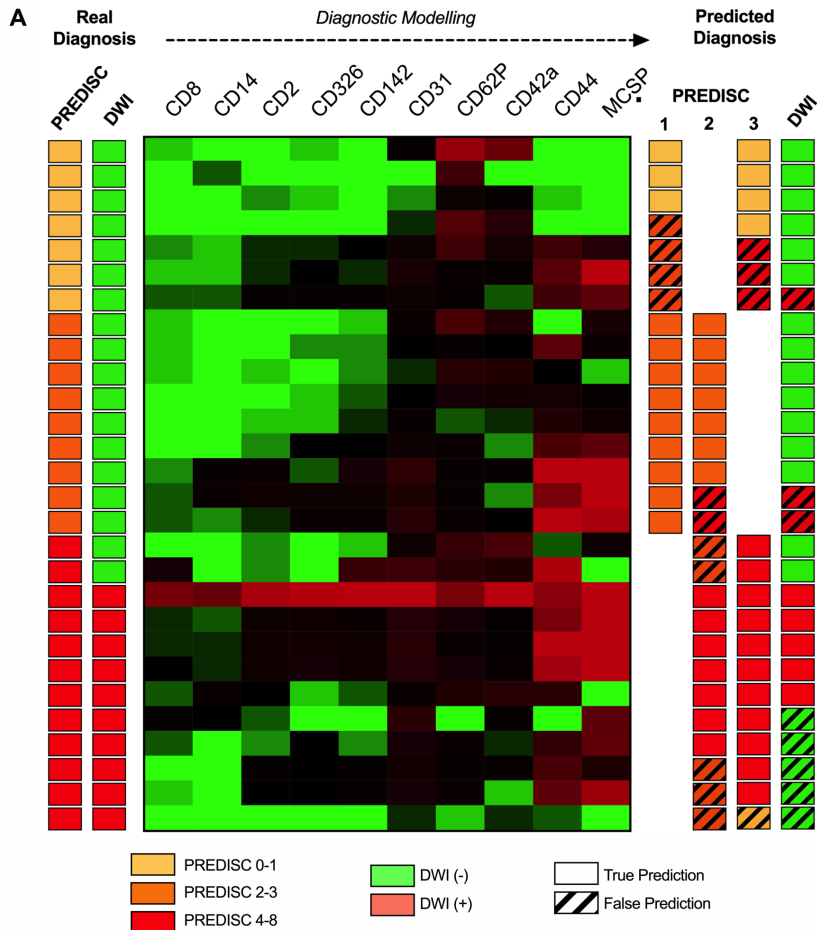 A
Real
Diagnosis
Diagnostic Modelling
Predicted
Diagnosis
PREDISC
DWI
CD8
CD14
CD2
CD326
CD142
CD31
CD62P
CD42a
CD44
MCSP
PREDISC
1
2
3
DWI
PREDISC 0-1
PREDISC 2-3
PREDISC 4-8
DWI (-)
DWI (+)
True Prediction
False Prediction